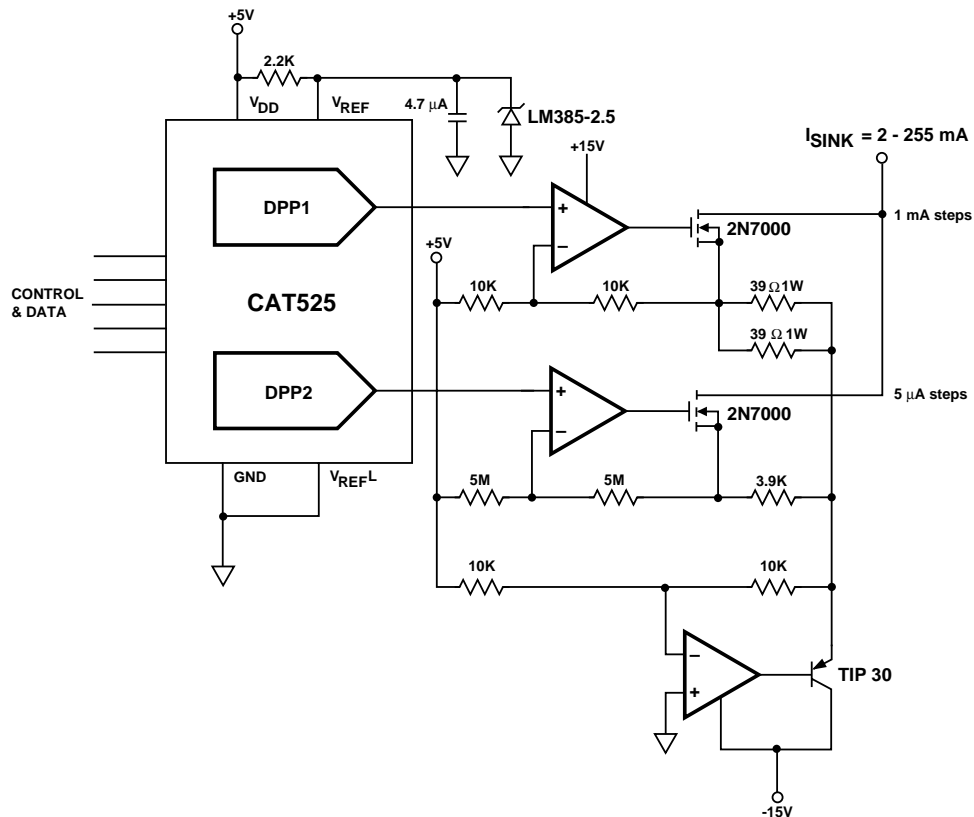 +5V
2.2K
VDD
VREF
4.7 μA
LM385-2.5
+15V
ISINK = 2 - 255 mA
DPP1
+
−
2N7000
1 mA steps
+5V
CONTROL
& DATA
CAT525
10K
10K
39 Ω 1W
39 Ω 1W
DPP2
+
−
2N7000
5 μA steps
GND
VREFL
5M
5M
3.9K
10K
10K
−
+
TIP 30
-15V